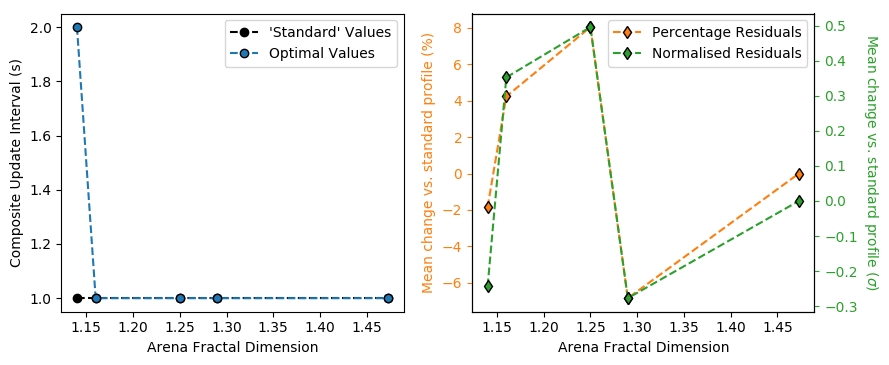 'Standard' Values
Optimal Values
Composite Update Interval (s)
2.0
1.8
1.6
1.4
1.2
1.0
1.15 1.20 1.25 1.30 1.35 1.40 1.45
Arena Fractal Dimension
Percentage Residuals
Normalised Residuals
Mean change vs. standard profile (%)
8
6
4
2
0
−2
−4
−6
1.15 1.20 1.25 1.30 1.35 1.40 1.45
Arena Fractal Dimension
0.5
0.4
0.3
0.2
0.1
0.0
−0.1
−0.2
−0.3
Mean change vs. standard profile (σ)